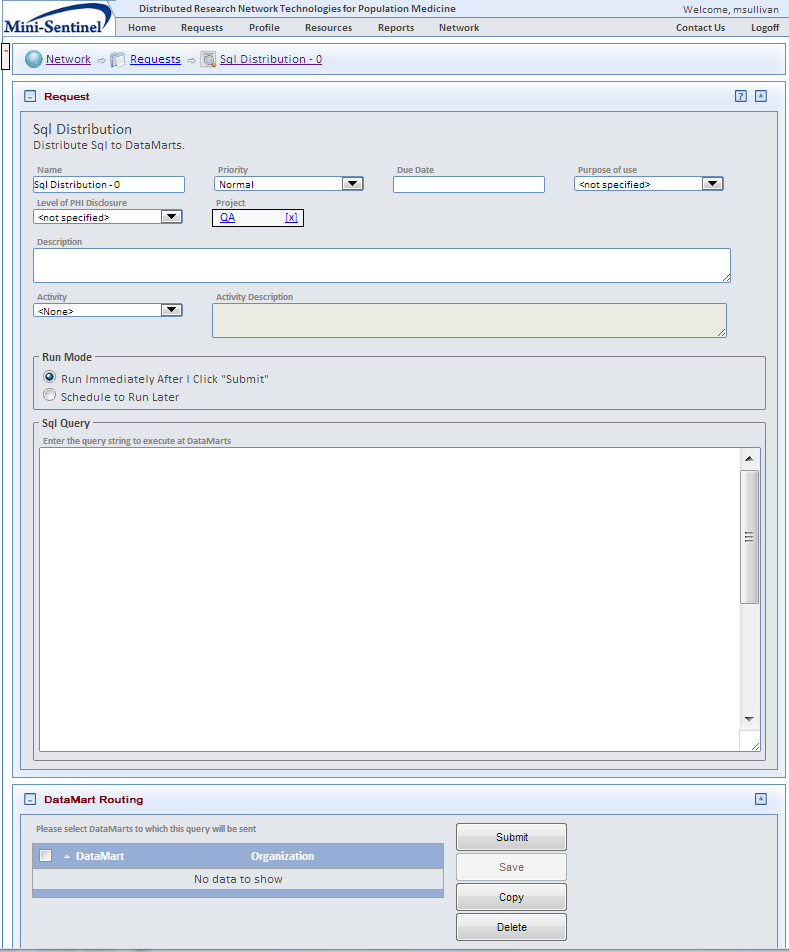 Distributed Research Network Technologies for Population Medicine
Welcome, msullivan
Mini-Sentinel
Home Requests Profile Resources Reports Network Contact Us Logoff
Network Requests Sql Distribution - 0
Request
?
Sql Distribution
Distribute Sql to DataMarts.
Name Priority Due Date Purpose of use
Sql Distribution - 0 Normal <not specified>
Level of PHI Disclosure Project
<not specified> QA [x]
Description
Activity Activity Description
<None>
Run Mode
Run Immediately After I Click "Submit"
Schedule to Run Later
Sql Query
Enter the query string to execute at DataMarts
DataMart Routing
Please select DataMarts to which this query will be sent
DataMart Organization
No data to show
Submit
Save
Copy
Delete